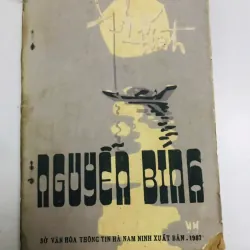 NGUYỄN BÍNH
SỞ VĂN HÓA THÔNG TIN HÀ NAM NINH XUẤT BẢN - 1987